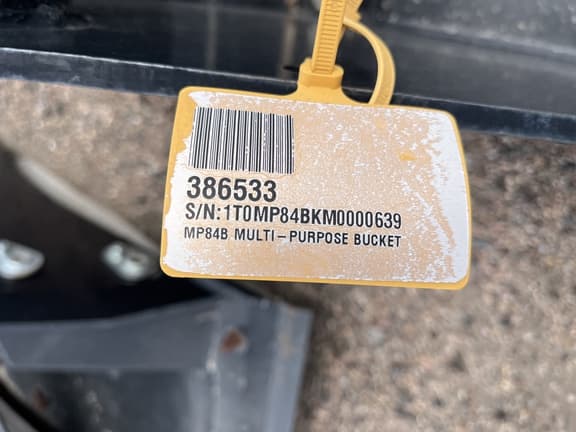 386533
S/N:1T0MP84BKM0000639
MP84B MULTI-PURPOSE BUCKET